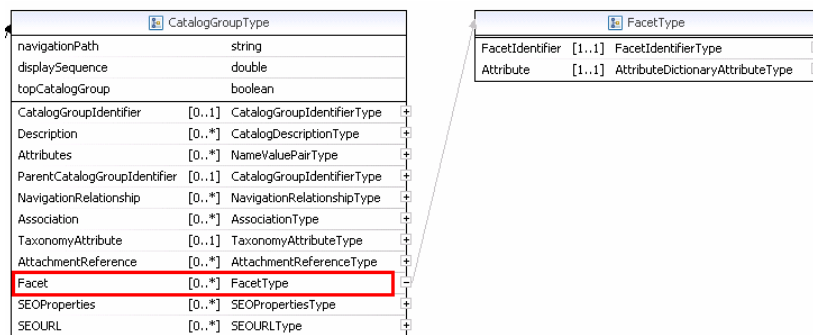 CatalogGroupType
navigationPath string
displaySequence double
topCatalogGroup boolean
CatalogGroupIdentifier [0..1] CatalogGroupIdentifierType
Description [0..*] CatalogDescriptionType
Attributes [0..*] NameValuePairType
ParentCatalogGroupIdentifier [0..1] CatalogGroupIdentifierType
NavigationRelationship [0..*] NavigationRelationshipType
Association [0..*] AssociationType
TaxonomyAttribute [0..1] TaxonomyAttributeType
AttachmentReference [0..*] AttachmentReferenceType
Facet [0..*] FacetType
SEOProperties [0..*] SEOPropertiesType
SEOURL [0..*] SEOURLType
FacetType
FacetIdentifier [1..1] FacetIdentifierType
Attribute [1..1] AttributeDictionaryAttributeType